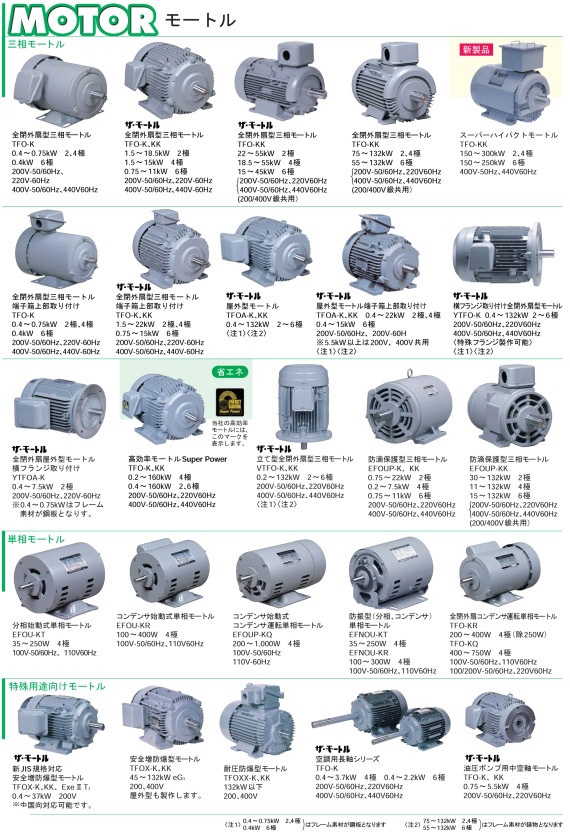 MOTOR モートル
三相モートル
全閉外扇型三相モートル
TFO-K
0.4〜0.75kW 2、4極
0.4kW 6極
200V-50/60Hz、
220V-60Hz
400V-50/60Hz、440V60Hz
ザ・モートル
全閉外扇型三相モートル
TFO-K、KK
1.5〜18.5kW 2極
1.5〜15kW 4極
0.75〜11kW 6極
200V-50/60Hz、220V60Hz
400V-50/60Hz、440V60Hz
ザ・モートル
全閉外扇型三相モートル
TFO-KK
22〜55kW 2極
18.5〜55kW 4極
15〜45kW 6極
200V-50/60Hz、220V60Hz
400V-50/60Hz、440V60Hz
(200/400V級共用)
全閉外扇型三相モートル
TFO-KK
75〜132kW 2、4極
55〜132kW 6極
200V-50/60Hz、220V60Hz
400V-50/60Hz、440V60Hz
(200/400V級共用)
新製品
スーパーハイパクトモートル
TFO-KK
150〜300kW 2、4極
150〜250kW 6極
400V-50Hz、440V60Hz
全閉外扇型三相モートル
端子箱上部取り付け
TFO-K
0.4〜0.75kW 2極、4極
0.4kW 6極
200V-50/60Hz、220V-60Hz
400V-50/60Hz、440V60Hz
ザ・モートル
全閉外扇型三相モートル
端子箱上部取り付け
TFO-K、KK
1.5〜22kW 2極、4極
0.75〜15kW 6極
200V-50/60Hz、220V60Hz
400V-50/60Hz、440V60Hz
ザ・モートル
屋外型モートル
TFOA-K、KK
0.4〜132kW 2〜6極
(注1)(注2)
ザ・モートル
屋外型モートル端子箱上部取り付け
TFOA-K、KK 0.4〜22kW 2、4極
0.4〜15kW 6極
200V-50/60Hz、200V-60H
※5.5kW以上は200V、400V共用
(注1)(注2)
ザ・モートル
横フランジ取り付け全閉外扇型モートル
YTFO-K 0.4〜132kW 2〜6極
200V-50/60Hz、220V60Hz
400V-50/60Hz、440V60Hz
(特殊フランジ製作可能)
(注1)(注2)
ザ・モートル
全閉外扇屋外型モートル
横フランジ取り付け
YTFOA-K
0.4〜7.5kW 2極
200V-50/60Hz、220V-60Hz
※0.4〜0.75kWはフレーム
素材が鋼板となりす。
省エネ
ENERGY SAVING
Super Power
当社の高効率
モートルには、
このマークを
表示します。
高効率モートルSuper Power
TFO-K、KK
0.2〜160kW 4極
0.4〜160kW 2、6極
200V-50/60Hz、220V60Hz
400V-50/60Hz、440V60Hz
ザ・モートル
立て型全閉外扇型三相モートル
VTFO-K、KK
0.2〜132kW 2〜6極
200V-50/60Hz、220V60Hz
400V-50/60Hz、440V60Hz
(注1)(注2)
防滴保護型三相モートル
EFOUP-K、KK
0.75〜22kW 2極
0.2〜7.5kW 4極
0.75〜11kW 6極
200V-50/60Hz、220V60Hz
400V-50/60Hz、440V60Hz
防滴保護型三相モートル
EFOUP-KK
30〜132kW 2極
11〜132kW 4極
15〜132kW 6極
200V-50/60Hz、220V60Hz
400V-50/60Hz、440V60Hz
(200/400V級共用)
単相モートル
分相始動式単相モートル
EFOU-KT
35〜250W 4極
100V-50/60Hz、110V60Hz
コンデンサ始動式単相モートル
EFOU-KR
100〜400W 4極
100V-50/60Hz、110V60Hz
コンデンサ始動式
コンデンサ運転単相モートル
EFOUP-KQ
200〜1,000W 4極
100V-50/60Hz
110V-60Hz
防振型(分相、コンデンサ)
単相モートル
EFNOU-KT
35〜250W 4極
EFNOU-KR
100〜300W 4極
100V-50/60Hz、110V60Hz
全閉外扇コンデンサ運転単相モートル
TFO-KR
200〜400W 4極(除250W)
TFO-KQ
400〜750W 4極
100V-50/60Hz、110V60Hz
100/200V-50/60Hz、220V60Hz
特殊用途向けモートル
ザ・モートル
新JIS規格対応
安全増防爆型モートル
TFOX-K、KK、ExeⅡT₃
0.4〜37kW 200V
※中国向対応可能です。
安全増防爆型モートル
TFOX-K、KK
45〜132kW eG₃
200、400V
屋外型も製作します。
耐圧防爆型モートル
TFOXX-K、KK
132kW以下
200、400V
ザ・モートル
空調用長軸シリーズ
TFO-K
0.4〜3.7kW 4極 0.4〜2.2kW 6極
200V-50/60Hz、220V60Hz
400V-50/60Hz、440V60Hz
ザ・モートル
油圧ポンプ用中空軸モートル
TFO-K、KK
0.75〜5.5kW 4極
200V-50/60Hz、220V60Hz
(注1) 0.4〜0.75kW 2、4極
0.4kW 6極 はフレーム素材が鋼板となります
(注2) 75〜132kW 2、4極
55〜132kW 6極 はフレーム素材が鋳物となります